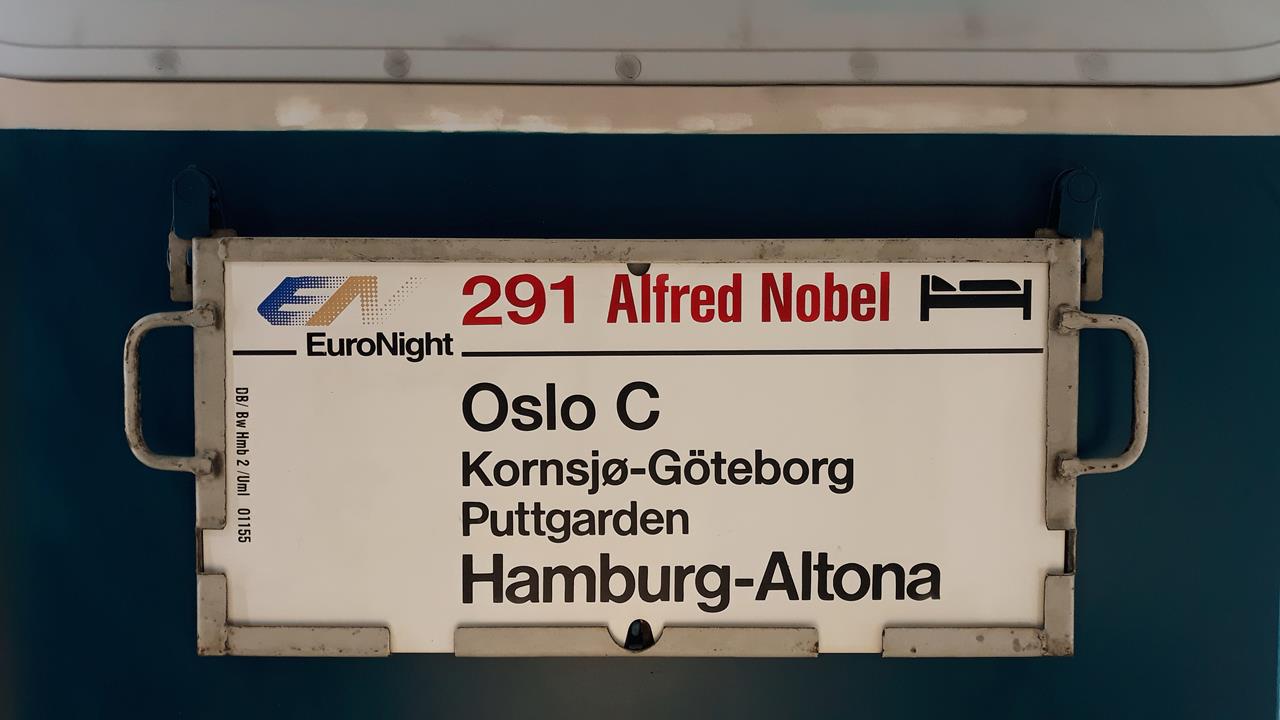 EN
291 Alfred Nobel
EuroNight
Oslo C
Kornsjø-Göteborg
Puttgarden
Hamburg-Altona
DB/ Bw Hmb 2 /Uml 01155